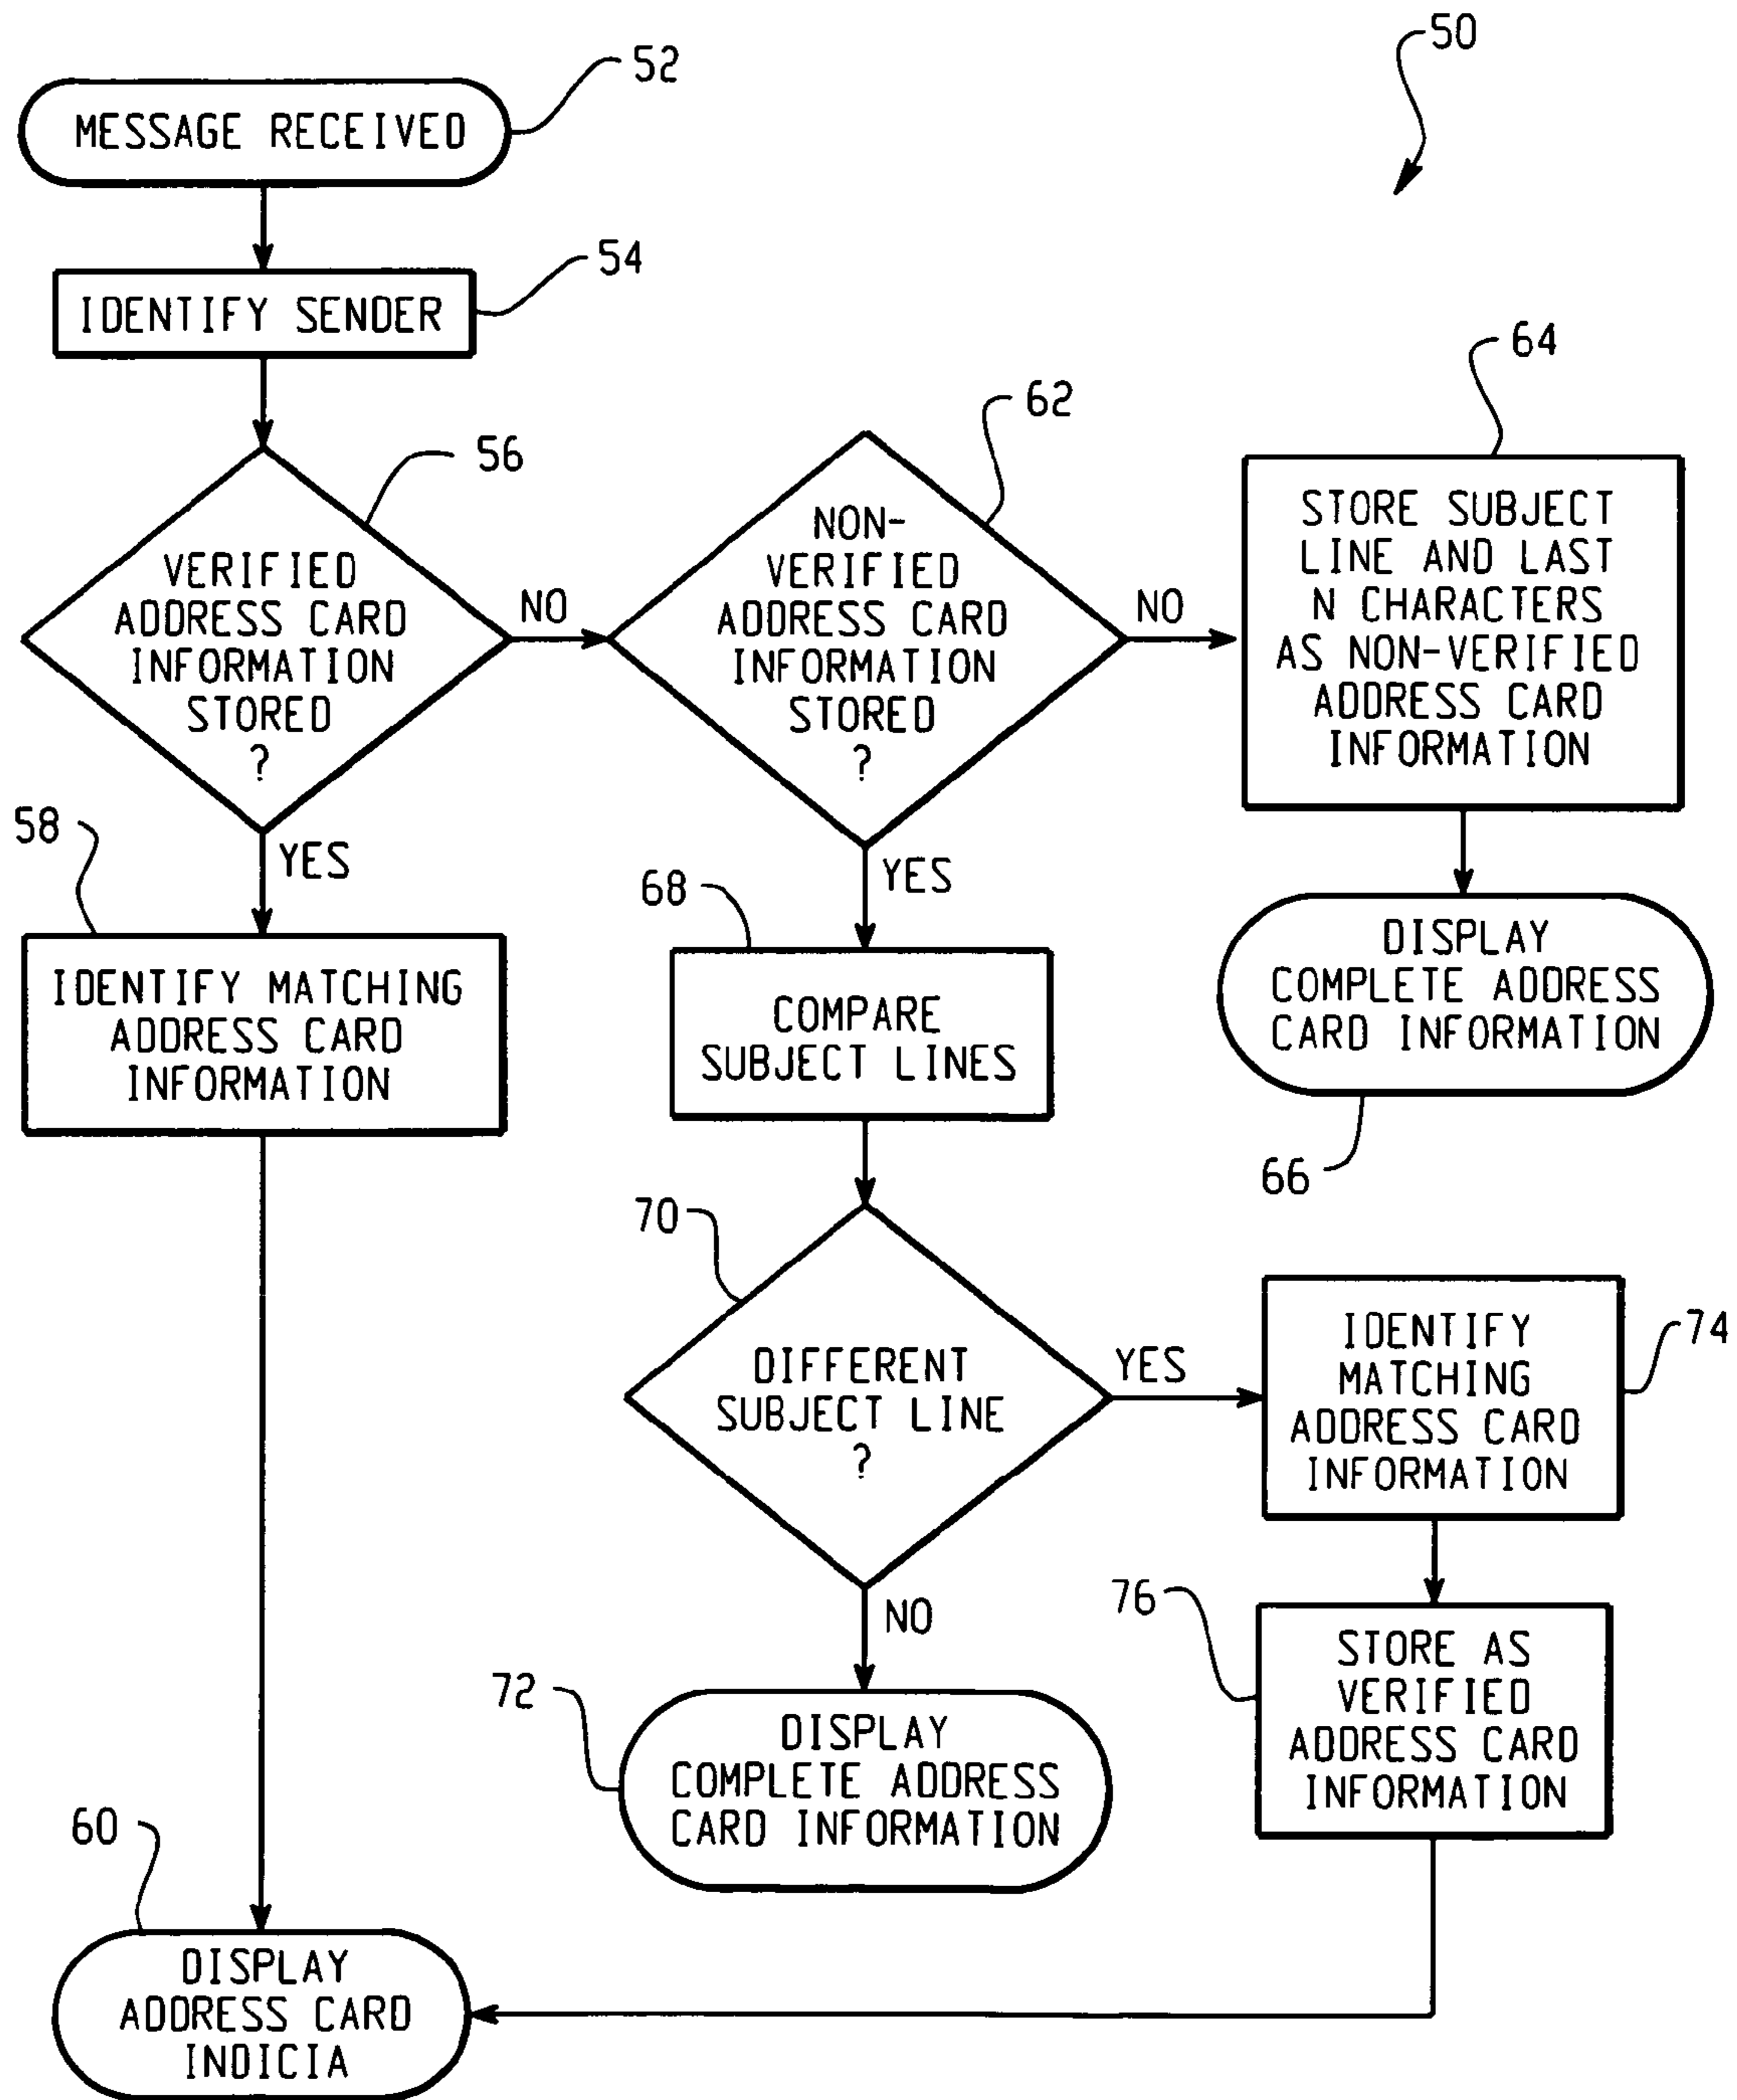 50
52
MESSAGE RECEIVED
54
IDENTIFY SENDER
56
VERIFIED
ADDRESS CARD
INFORMATION
STORED
?
NO
62
NON-
VERIFIED
ADDRESS CARD
INFORMATION
STORED
?
NO
64
STORE SUBJECT
LINE AND LAST
N CHARACTERS
AS NON-VERIFIED
ADDRESS CARD
INFORMATION
58
YES
IDENTIFY MATCHING
ADDRESS CARD
INFORMATION
68
YES
COMPARE
SUBJECT LINES
DISPLAY
COMPLETE ADDRESS
CARD INFORMATION
66
70
DIFFERENT
SUBJECT LINE
?
YES
74
IDENTIFY
MATCHING
ADDRESS CARD
INFORMATION
NO
76
STORE AS
VERIFIED
ADDRESS CARD
INFORMATION
72
DISPLAY
COMPLETE ADDRESS
CARD INFORMATION
60
DISPLAY
ADDRESS CARD
INDICIA